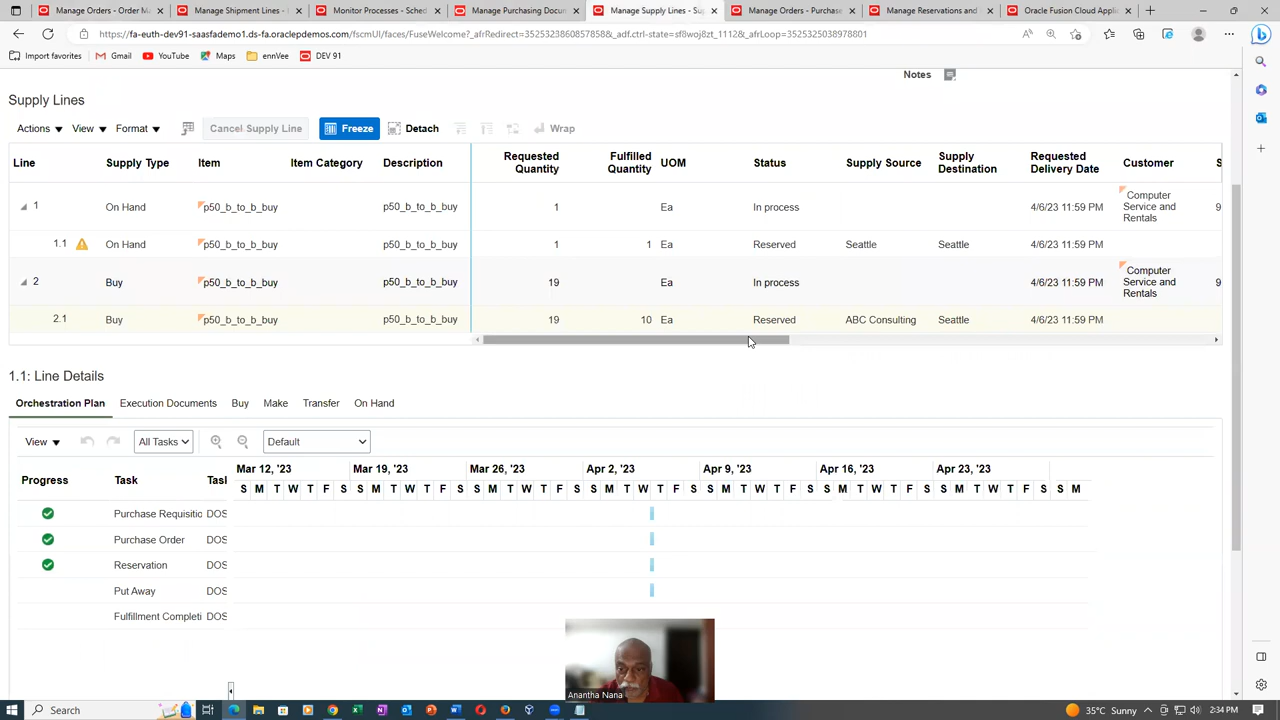 Manage Orders - Order Ma
Manage Shipment Lines -
Monitor Processes - Sched
Manage Purchasing Docum
Manage Supply Lines - Sup
Manage Orders - Purchase
Manage Reservations and
Oracle Fusion Cloud Applic
https://fa-euth-dev91-saasfademo1.ds-fa.oraclepdemos.com/fscmUI/faces/FuseWelcome?_afrRedirect=35253238608578​58&_adf.ctrl-state=sf8woj8zt_1112&_afrLoop=3525325038978801
Import favorites
Gmail
YouTube
Maps
ennVee
DEV 91
Notes
Supply Lines
Actions View Format Cancel Supply Line Freeze Detach Wrap
Line Supply Type Item Item Category Description Requested Quantity Fulfilled Quantity UOM Status Supply Source Supply Destination Requested Delivery Date Customer S
1 On Hand p50_b_to_b_buy p50_b_to_b_buy 1 Ea In process 4/6/23 11:59 PM Computer Service and Rentals 9
1.1 On Hand p50_b_to_b_buy p50_b_to_b_buy 1 1 Ea Reserved Seattle Seattle 4/6/23 11:59 PM
2 Buy p50_b_to_b_buy p50_b_to_b_buy 19 Ea In process 4/6/23 11:59 PM Computer Service and Rentals 9
2.1 Buy p50_b_to_b_buy p50_b_to_b_buy 19 10 Ea Reserved ABC Consulting Seattle 4/6/23 11:59 PM
1.1: Line Details
Orchestration Plan Execution Documents Buy Make Transfer On Hand
View All Tasks Default
Mar 12, '23 Mar 19, '23 Mar 26, '23 Apr 2, '23 Apr 9, '23 Apr 16, '23 Apr 23, '23
Progress Task Tasl
S M T W T F S S M T W T F S S M T W T F S S M T W T F S S M T W T F S S M T W T F S S M T W T F S S M
Purchase Requisitio DOS
Purchase Order DOS
Reservation DOS
Put Away DOS
Fulfillment Completi DOS
Anantha Nana
Search
35°C Sunny
2:34 PM